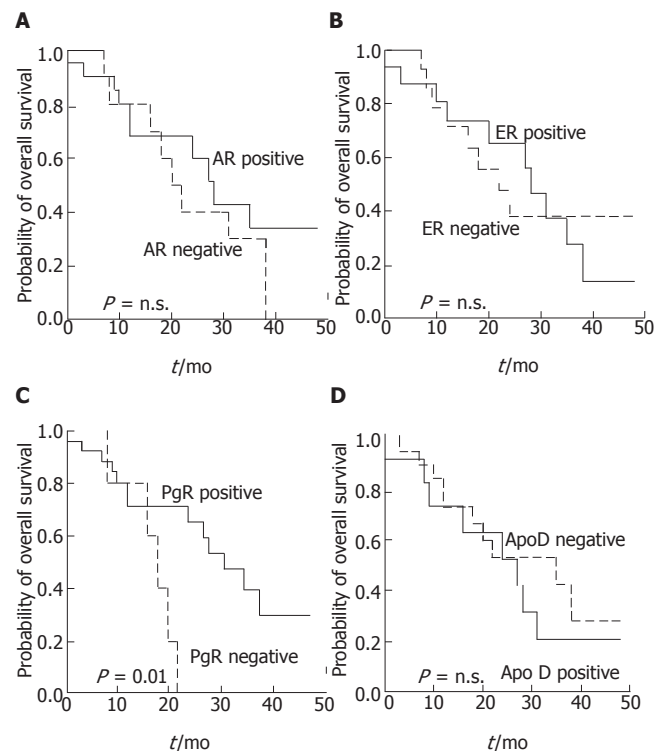 A
Probability of overall survival
1.0
0.8
0.6
0.4
0.2
0.0
AR positive
AR negative
P = n.s.
0 10 20 30 40 50
t/mo
B
Probability of overall survival
1.0
0.8
0.6
0.4
0.2
0.0
ER positive
ER negative
P = n.s.
0 10 20 30 40 50
t/mo
C
Probability of overall survival
1.0
0.8
0.6
0.4
0.2
0.0
PgR positive
PgR negative
P = 0.01
0 10 20 30 40 50
t/mo
D
Probability of overall survival
1.0
0.8
0.6
0.4
0.2
0.0
ApoD negative
P = n.s.
Apo D positive
0 10 20 30 40 50
t/mo